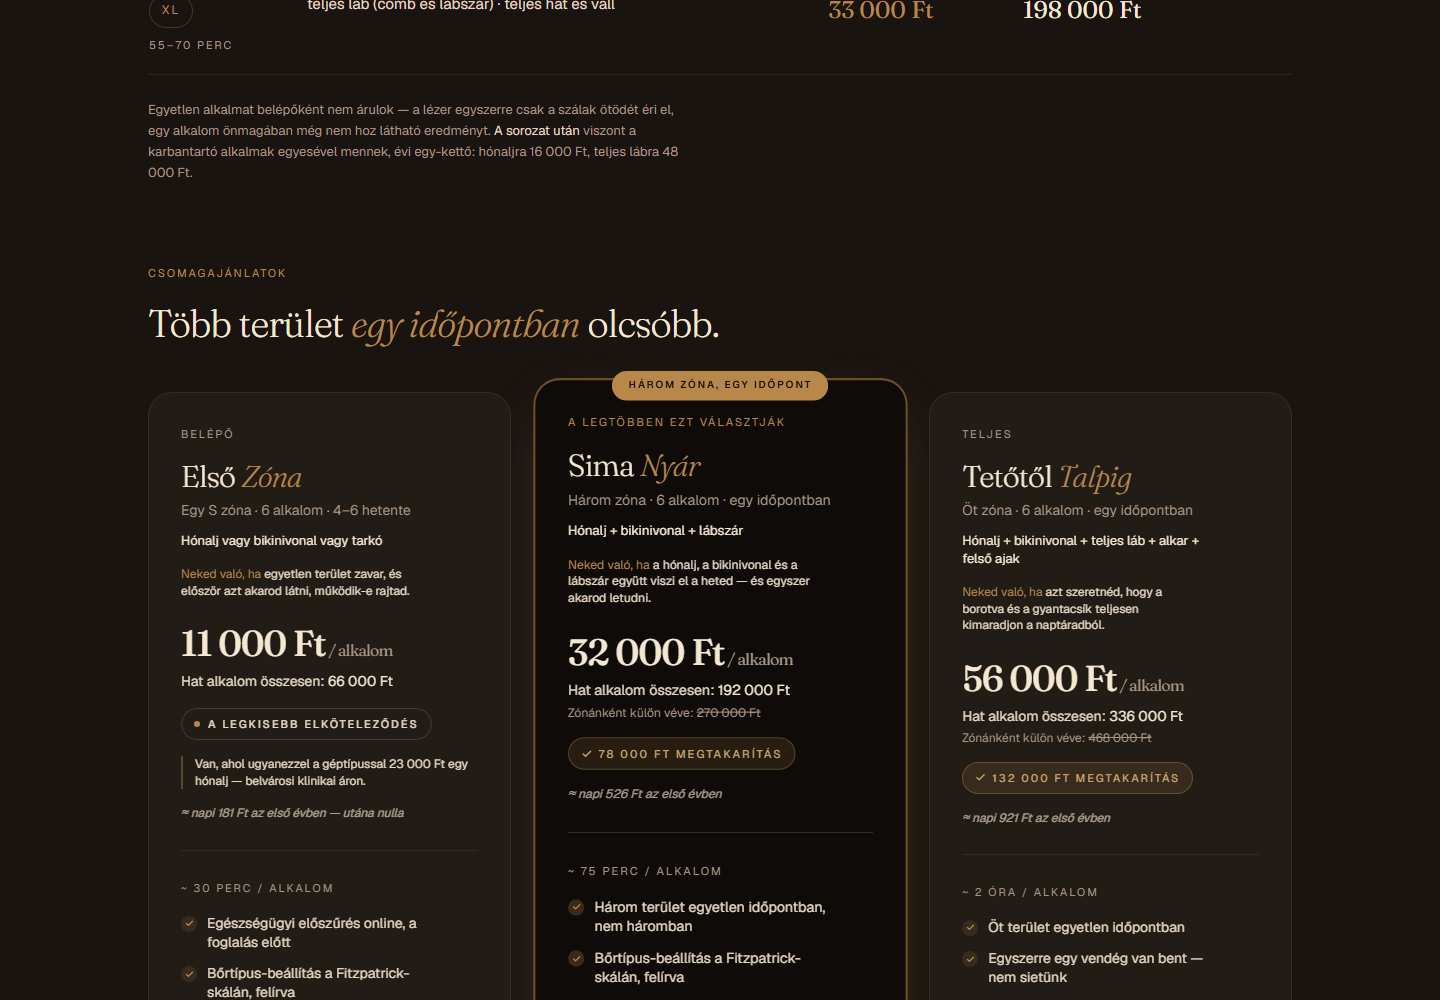 XL
teljes láb (comb és lábszár) · teljes hát és váll
33 000 Ft
198 000 Ft
55–70 PERC
Egyetlen alkalmat belépőként nem árulok — a lézer egyszerre csak a szálak ötödét éri el,
egy alkalom önmagában még nem hoz látható eredményt. A sorozat után viszont a
karbantartó alkalmak egyesével mennek, évi egy-kettő: hónaljra 16 000 Ft, teljes lábra 48
000 Ft.
CSOMAGAJÁNLATOK
Több terület egy időpontban olcsóbb.
BELÉPŐ
Első Zóna
Egy S zóna · 6 alkalom · 4–6 hetente
Hónalj vagy bikinivonal vagy tarkó
Neked való, ha egyetlen terület zavar, és
először azt akarod látni, működik-e rajtad.
11 000 Ft / alkalom
Hat alkalom összesen: 66 000 Ft
A LEGKISEBB ELKÖTELEZŐDÉS
Van, ahol ugyanezzel a géptípussal 23 000 Ft egy
hónalj — belvárosi klinikai áron.
≈ napi 181 Ft az első évben — utána nulla
~ 30 PERC / ALKALOM
Egészségügyi előszűrés online, a
foglalás előtt
Bőrtípus-beállítás a Fitzpatrick-
skálán, felírva
HÁROM ZÓNA, EGY IDŐPONT
A LEGTÖBBEN EZT VÁLASZTJÁK
Sima Nyár
Három zóna · 6 alkalom · egy időpontban
Hónalj + bikinivonal + lábszár
Neked való, ha a hónalj, a bikinivonal és a
lábszár együtt viszi el a heted — és egyszer
akarod letudni.
32 000 Ft / alkalom
Hat alkalom összesen: 192 000 Ft
Zónánként külön véve: 270 000 Ft
✓ 78 000 FT MEGTAKARÍTÁS
≈ napi 526 Ft az első évben
~ 75 PERC / ALKALOM
Három terület egyetlen időpontban,
nem háromban
Bőrtípus-beállítás a Fitzpatrick-
skálán, felírva
TELJES
Tetőtől Talpig
Öt zóna · 6 alkalom · egy időpontban
Hónalj + bikinivonal + teljes láb + alkar +
felső ajak
Neked való, ha azt szeretnéd, hogy a
borotva és a gyantacsík teljesen
kimaradjon a naptáradból.
56 000 Ft / alkalom
Hat alkalom összesen: 336 000 Ft
Zónánként külön véve: 468 000 Ft
✓ 132 000 FT MEGTAKARÍTÁS
≈ napi 921 Ft az első évben
~ 2 ÓRA / ALKALOM
Öt terület egyetlen időpontban
Egyszerre egy vendég van bent —
nem sietünk